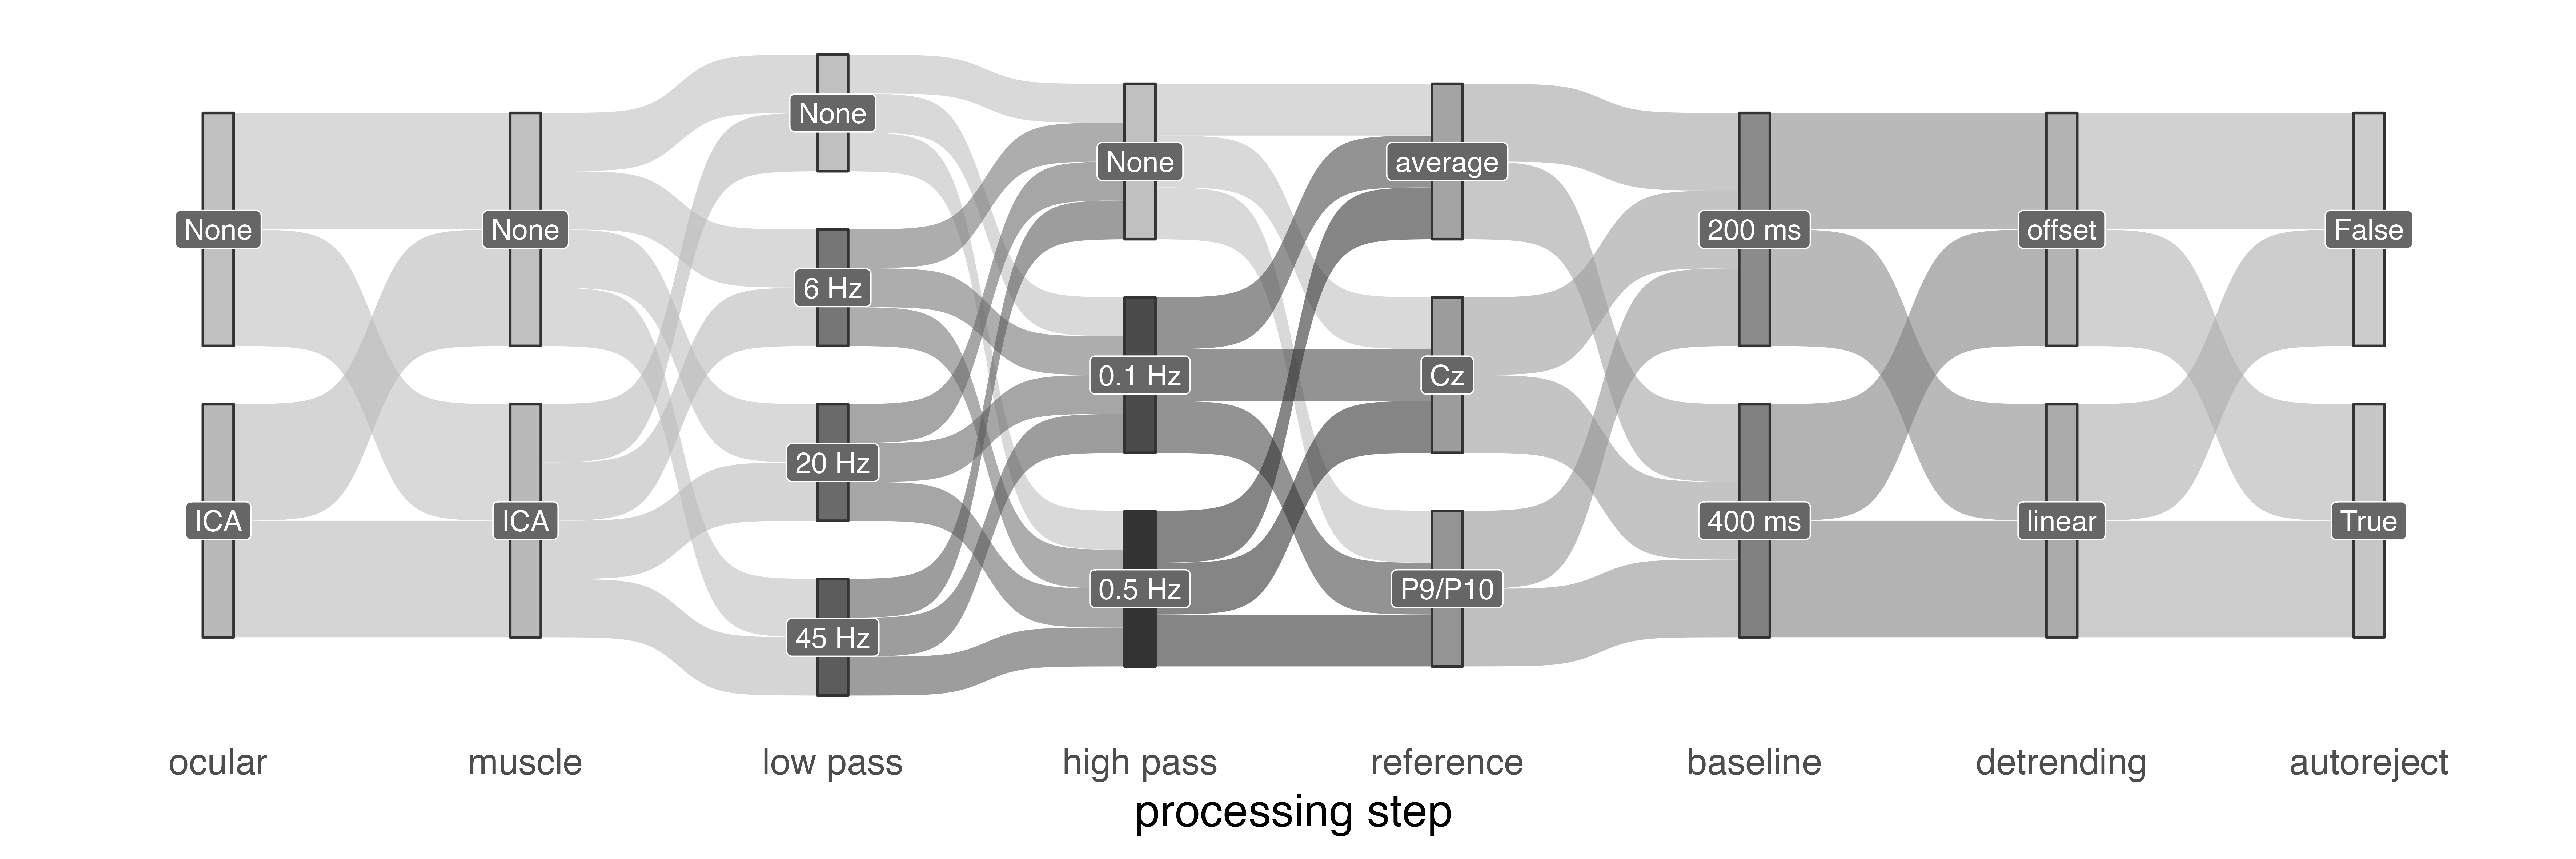 None
ICA
None
ICA
None
6 Hz
20 Hz
45 Hz
None
0.1 Hz
0.5 Hz
average
Cz
P9/P10
200 ms
400 ms
offset
linear
False
True
ocular
muscle
low pass
high pass
reference
baseline
detrending
autoreject
processing step